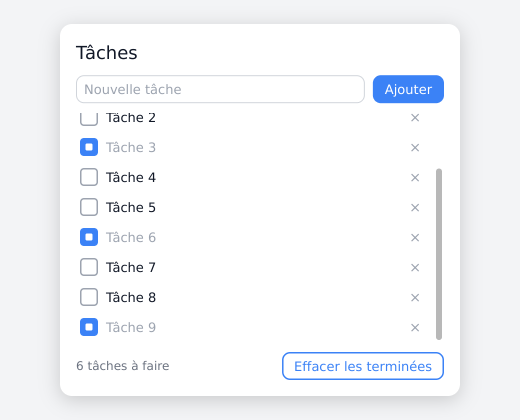 Tâches
Nouvelle tâche Ajouter
Tâche 2 ×
Tâche 3 ×
Tâche 4 ×
Tâche 5 ×
Tâche 6 ×
Tâche 7 ×
Tâche 8 ×
Tâche 9 ×
6 tâches à faire Effacer les terminées